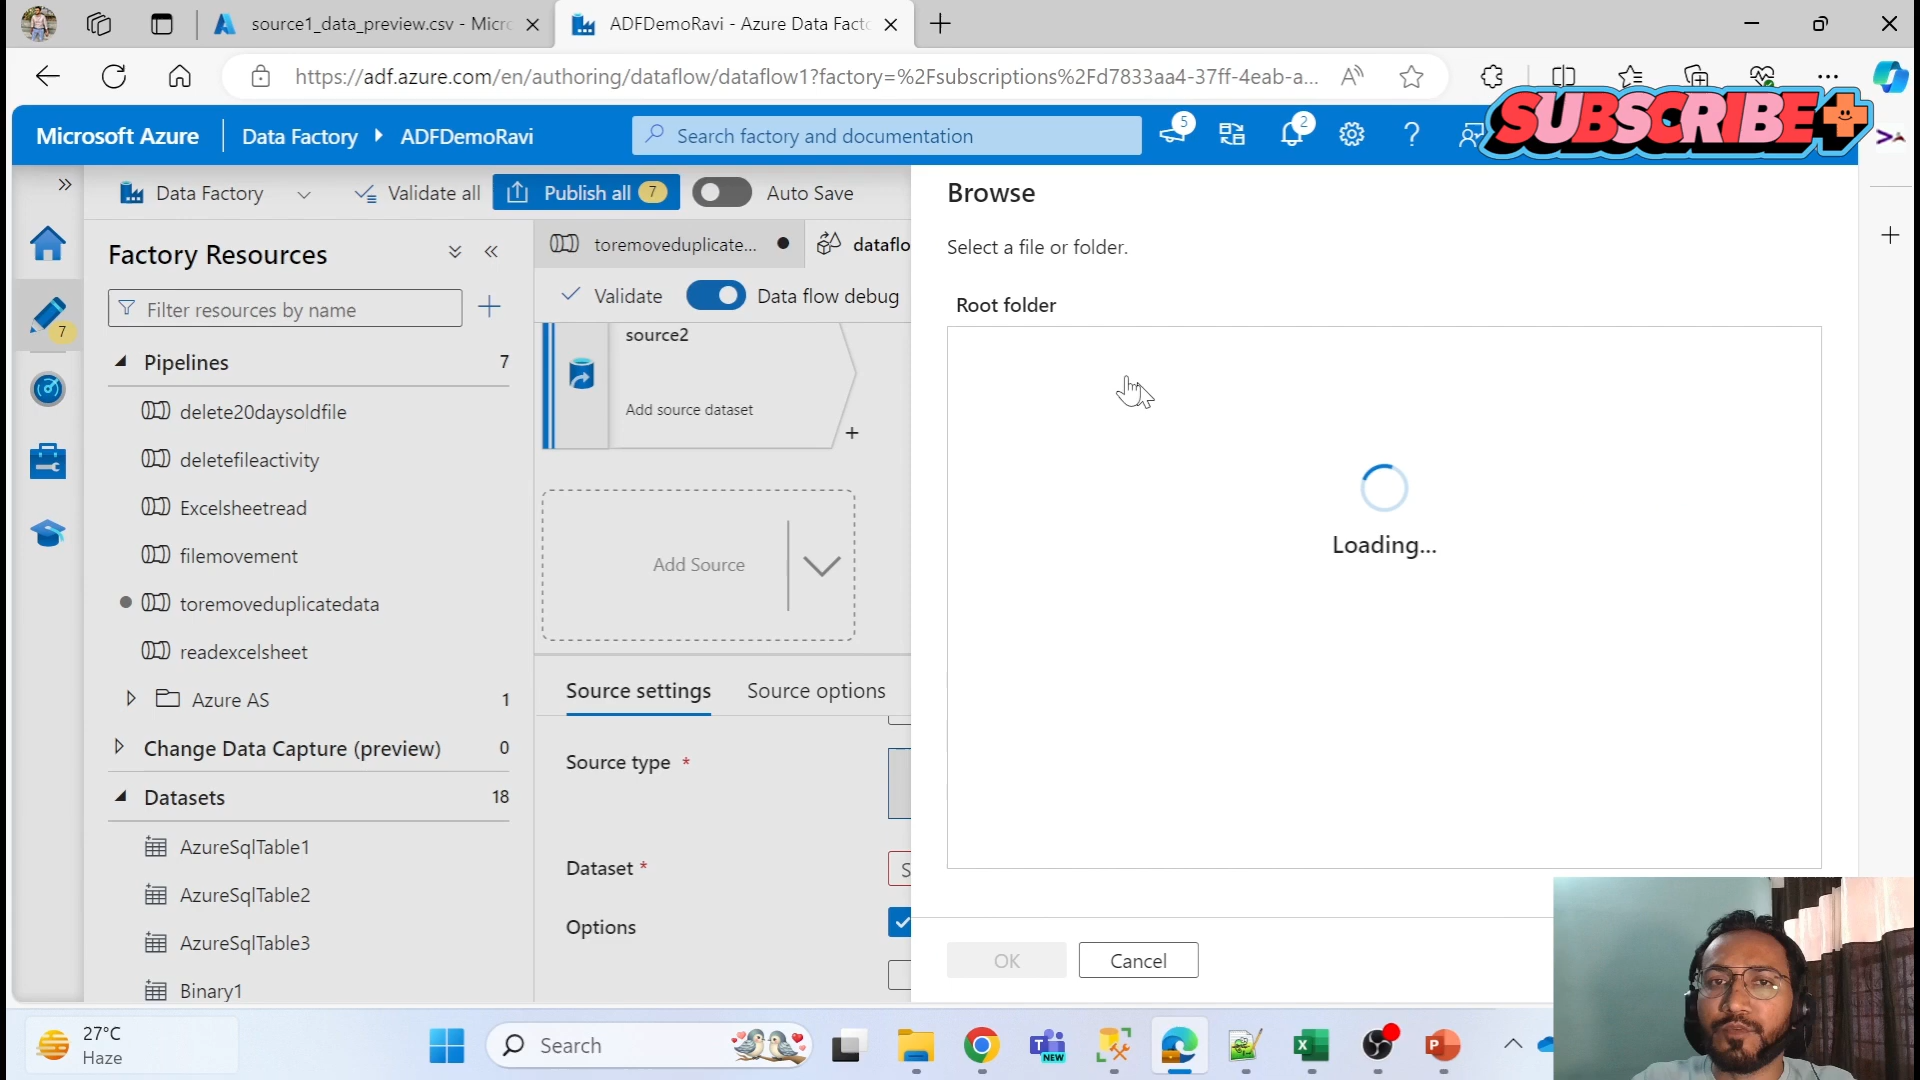 source1_data_preview.csv - Micr
ADFDemoRavi - Azure Data Fact
https://adf.azure.com/en/authoring/dataflow/dataflow1?factory=%2Fsubscriptions%2Fd7833aa4-37ff-4eab-a...
SUBSCRIBE
Microsoft Azure
Data Factory
ADFDemoRavi
Search factory and documentation
5
2
Data Factory
Validate all
Publish all
7
Auto Save
Browse
Select a file or folder.
Factory Resources
toremoveduplicate...
dataflo
7
Filter resources by name
Validate
Data flow debug
Root folder
source2
Pipelines
7
Add source dataset
delete20daysoldfile
deletefileactivity
Excelsheetread
Loading...
filemovement
Add Source
toremoveduplicatedata
readexcelsheet
Azure AS
1
Source settings
Source options
Change Data Capture (preview)
0
Source type *
Datasets
18
AzureSqlTable1
Dataset *
S
AzureSqlTable2
Options
AzureSqlTable3
OK
Cancel
Binary1
27°C
Haze
Search
NEW